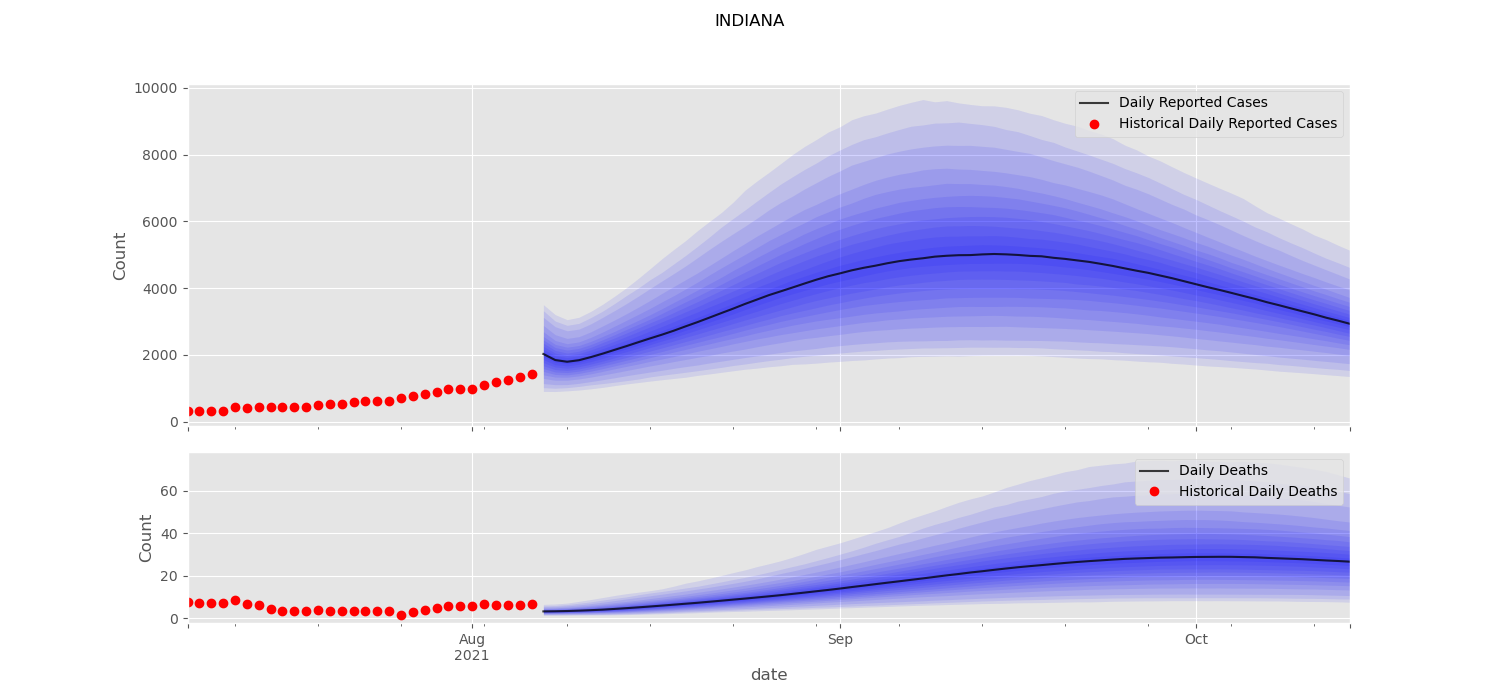 INDIANA
10000
8000
6000
4000
2000
0
Count
Daily Reported Cases
Historical Daily Reported Cases
60
40
20
0
Count
Daily Deaths
Historical Daily Deaths
Aug
2021
Sep
Oct
date